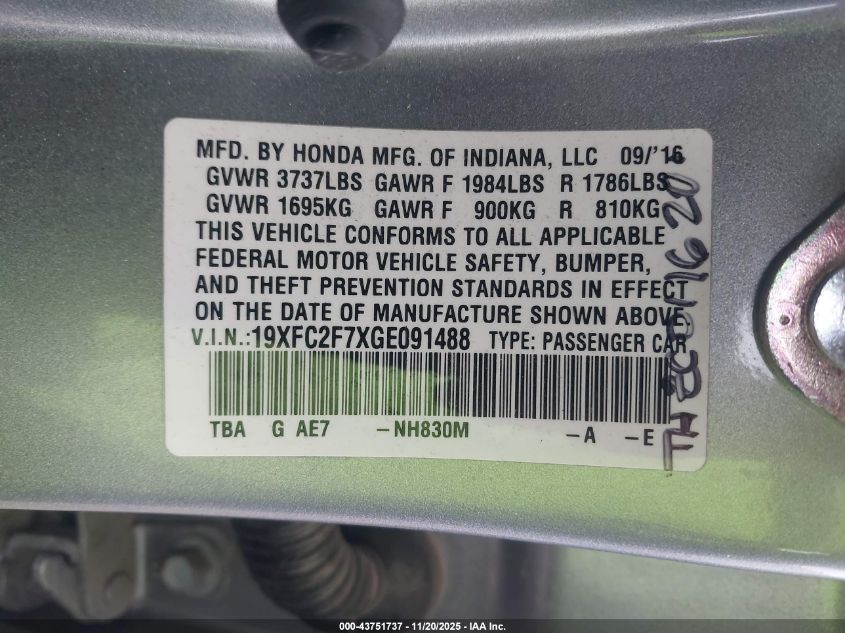 MFD. BY HONDA MFG. OF INDIANA, LLC 09/'16
GVWR 3737LBS GAWR F 1984LBS R 1786LBS
GVWR 1695KG GAWR F 900KG R 810KG
THIS VEHICLE CONFORMS TO ALL APPLICABLE
FEDERAL MOTOR VEHICLE SAFETY, BUMPER,
AND THEFT PREVENTION STANDARDS IN EFFECT
ON THE DATE OF MANUFACTURE SHOWN ABOVE.
V.I.N.:19XFC2F7XGE091488 TYPE: PASSENGER CAR
TBA G AE7 -NH830M -A -E
000-43751737 - 11/20/2025 - IAA Inc.